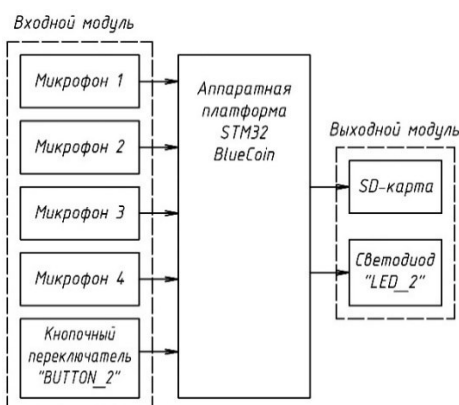 Входной модуль
Микрофон 1
Микрофон 2
Микрофон 3
Микрофон 4
Кнопочный
переключатель
"BUTTON_2"
Аппаратная
платформа
STM32
BlueCoin
Выходной модуль
SD-карта
Светодиод
"LED_2"